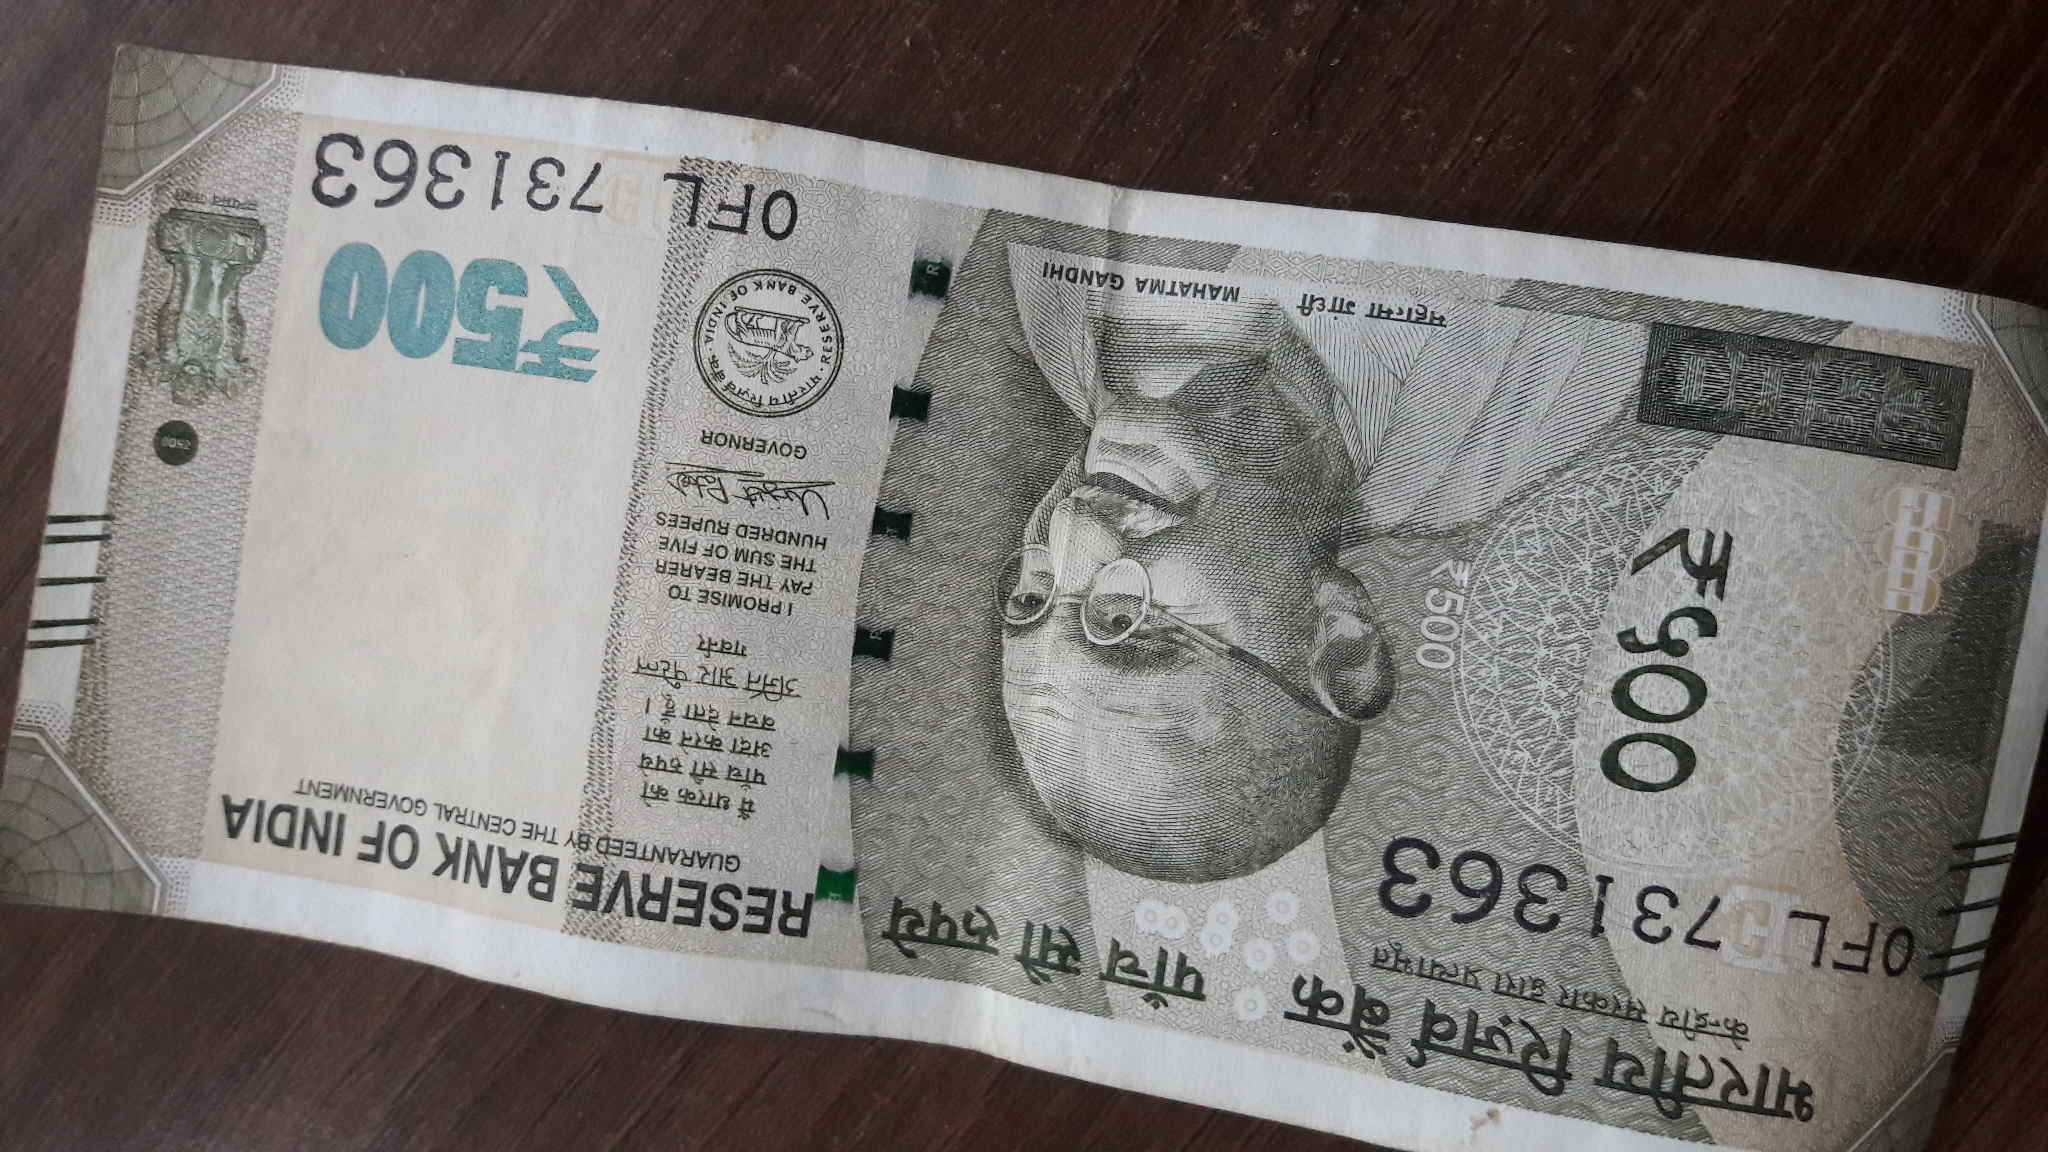 भारतीय रिज़र्व बैंक
केन्द्रीय सरकार द्वारा प्रत्याभूत
0FL 731363
पाँच सौ रुपये
RESERVE BANK OF INDIA
GUARANTEED BY THE CENTRAL GOVERNMENT
₹५००
₹500
₹500
महात्मा गांधी MAHATMA GANDHI
मैं धारक को
पाँच सौ रुपये
अदा करने का
वचन देता हूँ।
उर्जित आर पटेल
गवर्नर
I PROMISE TO
PAY THE BEARER
THE SUM OF FIVE
HUNDRED RUPEES
GOVERNOR
भारतीय रिज़र्व बैंक
RESERVE BANK OF INDIA
₹500
0FL 731363